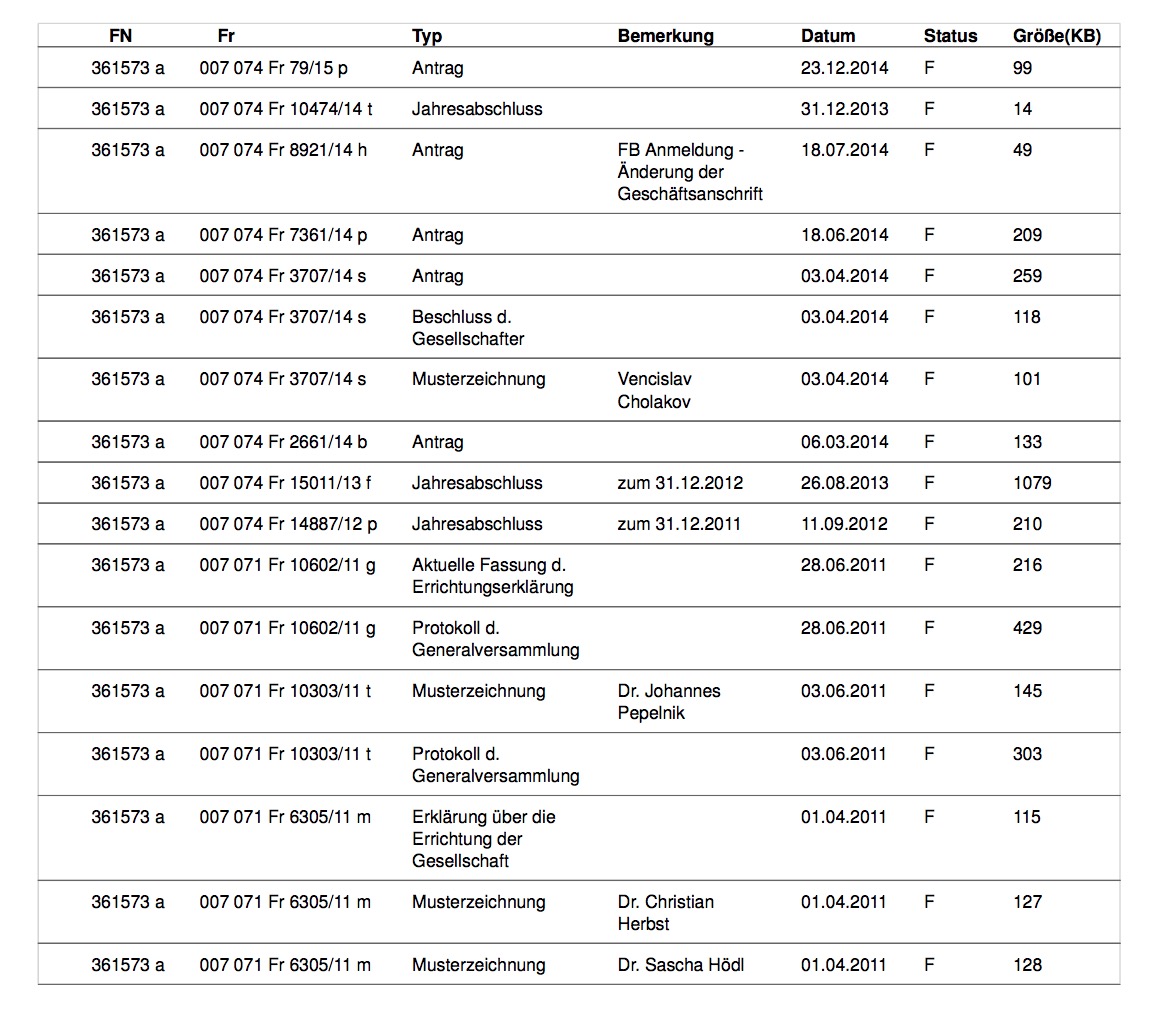 FN Fr Typ Bemerkung Datum Status Größe(KB)
361573 a 007 074 Fr 79/15 p Antrag 23.12.2014 F 99
361573 a 007 074 Fr 10474/14 t Jahresabschluss 31.12.2013 F 14
361573 a 007 074 Fr 8921/14 h Antrag FB Anmeldung - 18.07.2014 F 49
Änderung der
Geschäftsanschrift
361573 a 007 074 Fr 7361/14 p Antrag 18.06.2014 F 209
361573 a 007 074 Fr 3707/14 s Antrag 03.04.2014 F 259
361573 a 007 074 Fr 3707/14 s Beschluss d. 03.04.2014 F 118
Gesellschafter
361573 a 007 074 Fr 3707/14 s Musterzeichnung Vencislav 03.04.2014 F 101
Cholakov
361573 a 007 074 Fr 2661/14 b Antrag 06.03.2014 F 133
361573 a 007 074 Fr 15011/13 f Jahresabschluss zum 31.12.2012 26.08.2013 F 1079
361573 a 007 074 Fr 14887/12 p Jahresabschluss zum 31.12.2011 11.09.2012 F 210
361573 a 007 071 Fr 10602/11 g Aktuelle Fassung d. 28.06.2011 F 216
Errichtungserklärung
361573 a 007 071 Fr 10602/11 g Protokoll d. 28.06.2011 F 429
Generalversammlung
361573 a 007 071 Fr 10303/11 t Musterzeichnung Dr. Johannes 03.06.2011 F 145
Pepelnik
361573 a 007 071 Fr 10303/11 t Protokoll d. 03.06.2011 F 303
Generalversammlung
361573 a 007 071 Fr 6305/11 m Erklärung über die 01.04.2011 F 115
Errichtung der
Gesellschaft
361573 a 007 071 Fr 6305/11 m Musterzeichnung Dr. Christian 01.04.2011 F 127
Herbst
361573 a 007 071 Fr 6305/11 m Musterzeichnung Dr. Sascha Hödl 01.04.2011 F 128